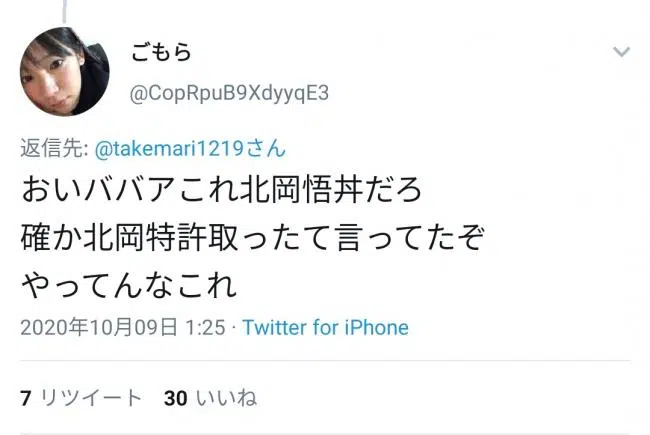 ごもら
@CopRpuB9XdyyqE3
返信先: @takemari1219さん
おいババアこれ北岡悟丼だろ
確か北岡特許取ったて言ってたぞ
やってんなこれ
2020年10月09日 1:25 · Twitter for iPhone
7 リツイート 30 いいね